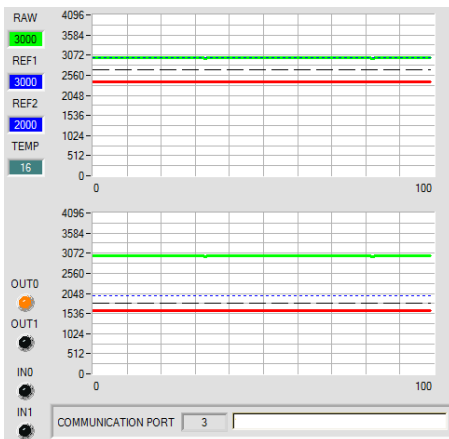 RAW
3000
REF1
3000
REF2
2000
TEMP
16
4096
3584
3072
2560
2048
1536
1024
512
0
0 100
4096
3584
3072
2560
2048
1536
1024
512
0
0 100
OUT0
OUT1
IN0
IN1
COMMUNICATION PORT 3